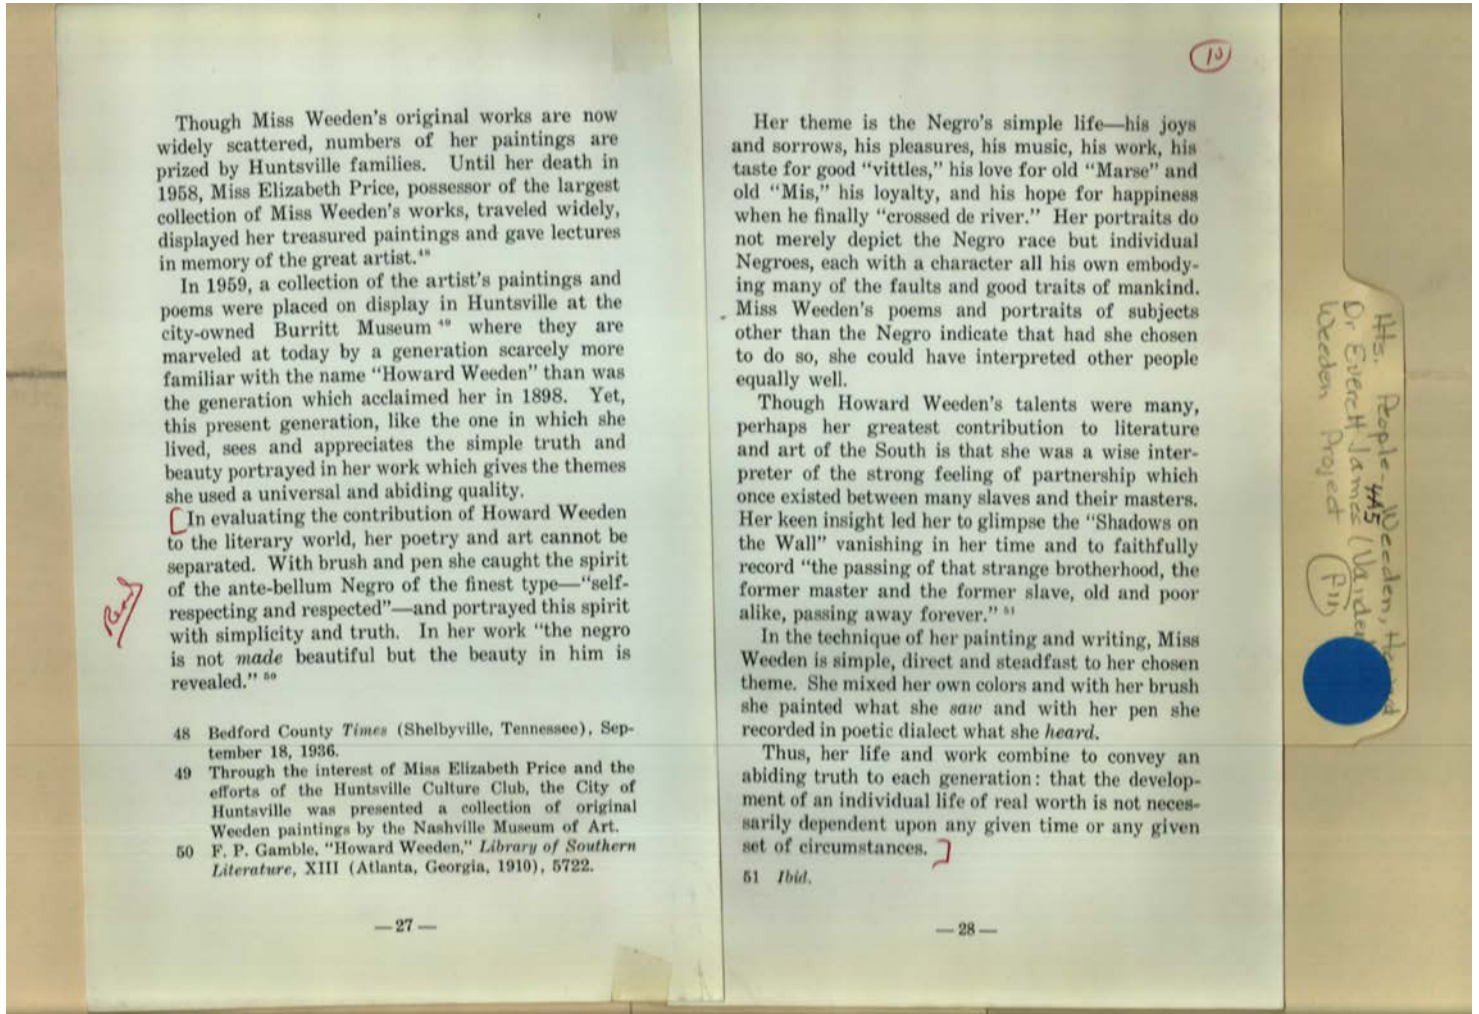 Though Miss Weeden's original works are now
widely scattered, numbers of her paintings are
prized by Huntsville families. Until her death in
1958, Miss Elizabeth Price, possessor of the largest
collection of Miss Weeden's works, traveled widely,
displayed her treasured paintings and gave lectures
in memory of the great artist.⁴⁸
In 1959, a collection of the artist's paintings and
poems were placed on display in Huntsville at the
city-owned Burritt Museum ⁴⁹ where they are
marveled at today by a generation scarcely more
familiar with the name "Howard Weeden" than was
the generation which acclaimed her in 1898. Yet,
this present generation, like the one in which she
lived, sees and appreciates the simple truth and
beauty portrayed in her work which gives the themes
she used a universal and abiding quality.
[In evaluating the contribution of Howard Weeden
to the literary world, her poetry and art cannot be
separated. With brush and pen she caught the spirit
of the ante-bellum Negro of the finest type—"self-
respecting and respected"—and portrayed this spirit
with simplicity and truth. In her work "the negro
is not made beautiful but the beauty in him is
revealed." ⁵⁰
Read
48 Bedford County Times (Shelbyville, Tennessee), Sep-
tember 18, 1936.
49 Through the interest of Miss Elizabeth Price and the
efforts of the Huntsville Culture Club, the City of
Huntsville was presented a collection of original
Weeden paintings by the Nashville Museum of Art.
50 F. P. Gamble, "Howard Weeden," Library of Southern
Literature, XIII (Atlanta, Georgia, 1910), 5722.
—27—
10
Her theme is the Negro's simple life—his joys
and sorrows, his pleasures, his music, his work, his
taste for good "vittles," his love for old "Marse" and
old "Mis," his loyalty, and his hope for happiness
when he finally "crossed de river." Her portraits do
not merely depict the Negro race but individual
Negroes, each with a character all his own embody-
ing many of the faults and good traits of mankind.
Miss Weeden's poems and portraits of subjects
other than the Negro indicate that had she chosen
to do so, she could have interpreted other people
equally well.
Though Howard Weeden's talents were many,
perhaps her greatest contribution to literature
and art of the South is that she was a wise inter-
preter of the strong feeling of partnership which
once existed between many slaves and their masters.
Her keen insight led her to glimpse the "Shadows on
the Wall" vanishing in her time and to faithfully
record "the passing of that strange brotherhood, the
former master and the former slave, old and poor
alike, passing away forever." ⁵¹
In the technique of her painting and writing, Miss
Weeden is simple, direct and steadfast to her chosen
theme. She mixed her own colors and with her brush
she painted what she saw and with her pen she
recorded in poetic dialect what she heard.
Thus, her life and work combine to convey an
abiding truth to each generation: that the develop-
ment of an individual life of real worth is not neces-
sarily dependent upon any given time or any given
set of circumstances.]
51 Ibid.
—28—
Hts. People - Weeden,
Dr Everett James
Weeden Project